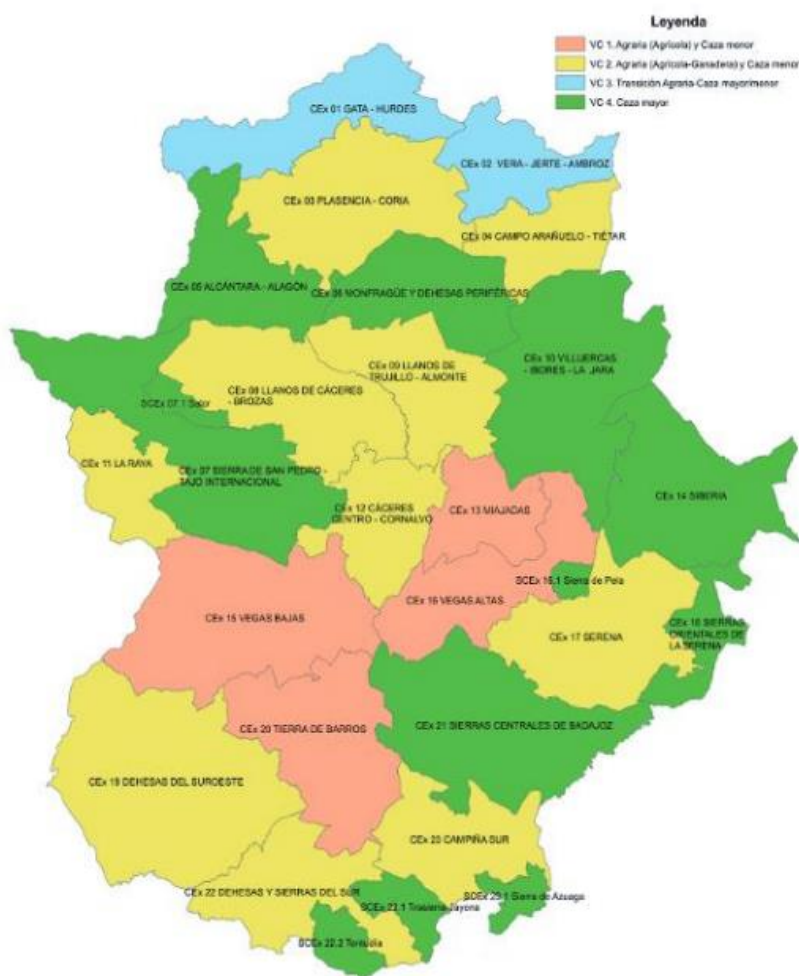 Leyenda
VC 1. Agraria (Agrícola) y Caza menor
VC 2. Agraria (Agrícola-Ganadera) y Caza menor
VC 3. Transición Agraria-Caza mayor/menor
VC 4. Caza mayor
CEx 01 GATA - HURDES
CEx 02 VERA - JERTE - AMBROZ
CEx 03 PLASENCIA - CORIA
CEx 04 CAMPO ARAÑUELO - TIÉTAR
CEx 05 ALCÁNTARA - ALAGÓN
CEx 06 MONFRAGÜE Y DEHESAS PERIFÉRICAS
CEx 09 LLANOS DE
TRUJILLO - ALMONTE
CEx 10 VILLUERCAS
- IBORES - LA JARA
CEx 08 LLANOS DE CÁCERES
- BROZAS
SCEx 07.1 Salor
CEx 11 LA RAYA
CEx 07 SIERRA DE SAN PEDRO -
TAJO INTERNACIONAL
CEx 14 SIBERIA
CEx 12 CÁCERES
CENTRO - CORNALVO
CEx 13 MIAJADAS
SCEx 16.1 Sierra de Pela
CEx 16 VEGAS ALTAS
CEx 15 VEGAS BAJAS
CEx 17 SERENA
CEx 18 SIERRAS
ORIENTALES DE
LA SERENA
CEx 21 SIERRAS CENTRALES DE BADAJOZ
CEx 20 TIERRA DE BARROS
CEx 19 DEHESAS DEL SUROESTE
CEx 23 CAMPIÑA SUR
CEx 22 DEHESAS Y SIERRAS DEL SUR
SCEx 23.1 Sierra de Azuaga
SCEx 22.1 Trasierra-Jayona
SCEx 22.2 Tentudía